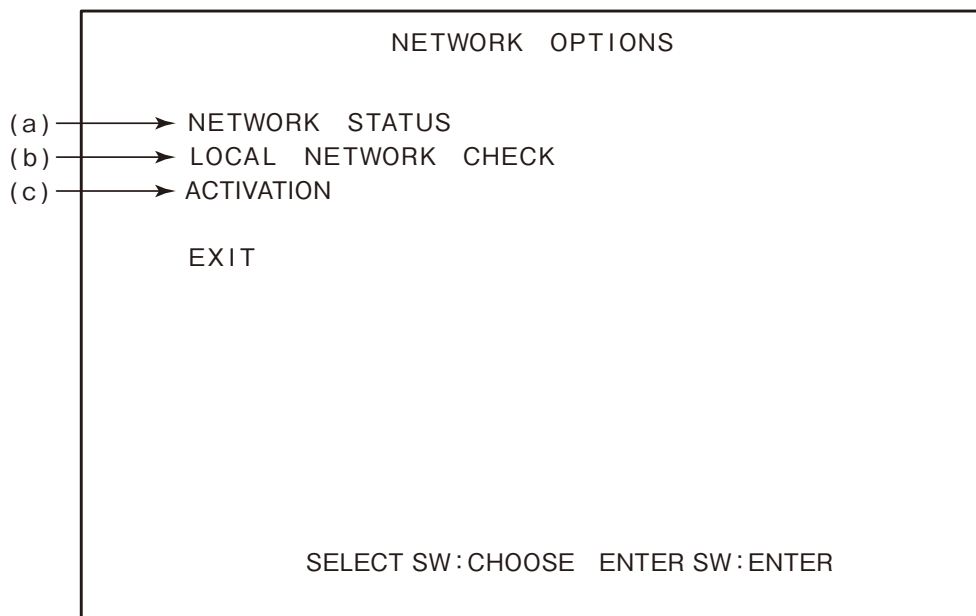 NETWORK OPTIONS
(a) NETWORK STATUS
(b) LOCAL NETWORK CHECK
(c) ACTIVATION
EXIT
SELECT SW:CHOOSE ENTER SW:ENTER